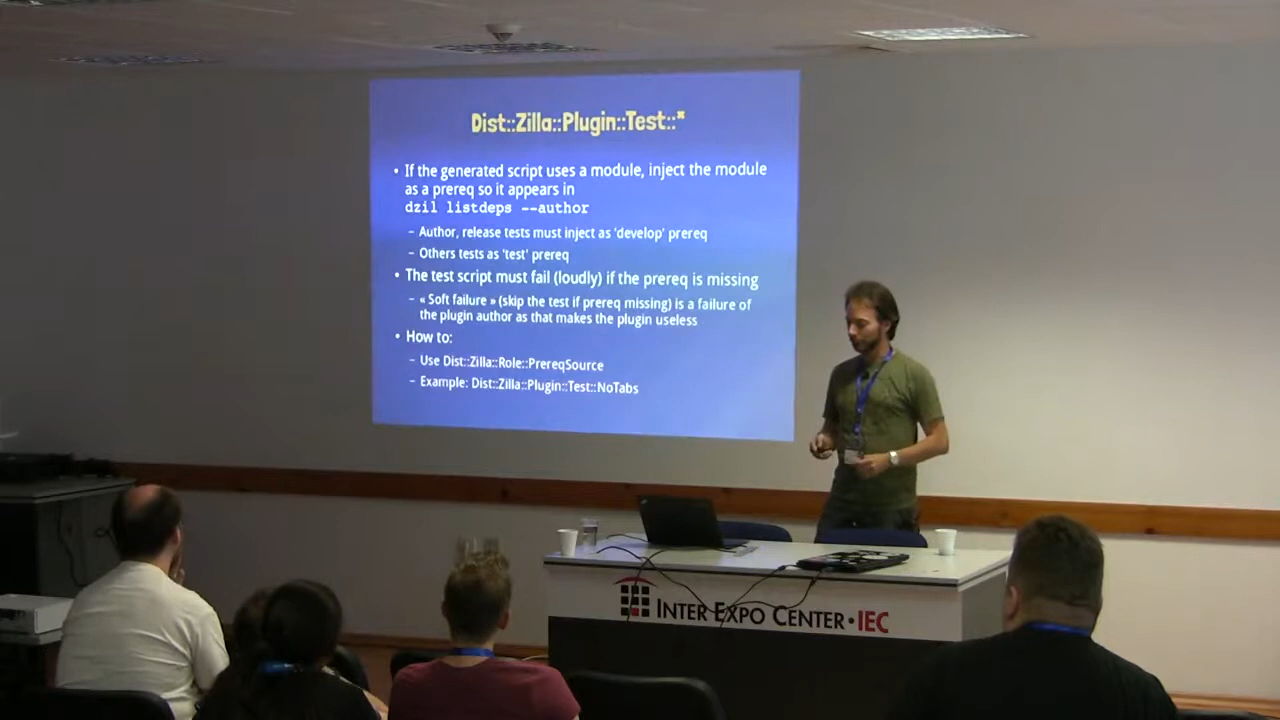 Dist::Zilla::Plugin::Test::*
• If the generated script uses a module, inject the module
as a prereq so it appears in
dzil listdeps --author
– Author, release tests must inject as 'develop' prereq
– Others tests as 'test' prereq
• The test script must fail (loudly) if the prereq is missing
– « Soft failure » (skip the test if prereq missing) is a failure of
the plugin author as that makes the plugin useless
• How to:
– Use Dist::Zilla::Role::PrereqSource
– Example: Dist::Zilla::Plugin::Test::NoTabs
INTER EXPO CENTER • IEC